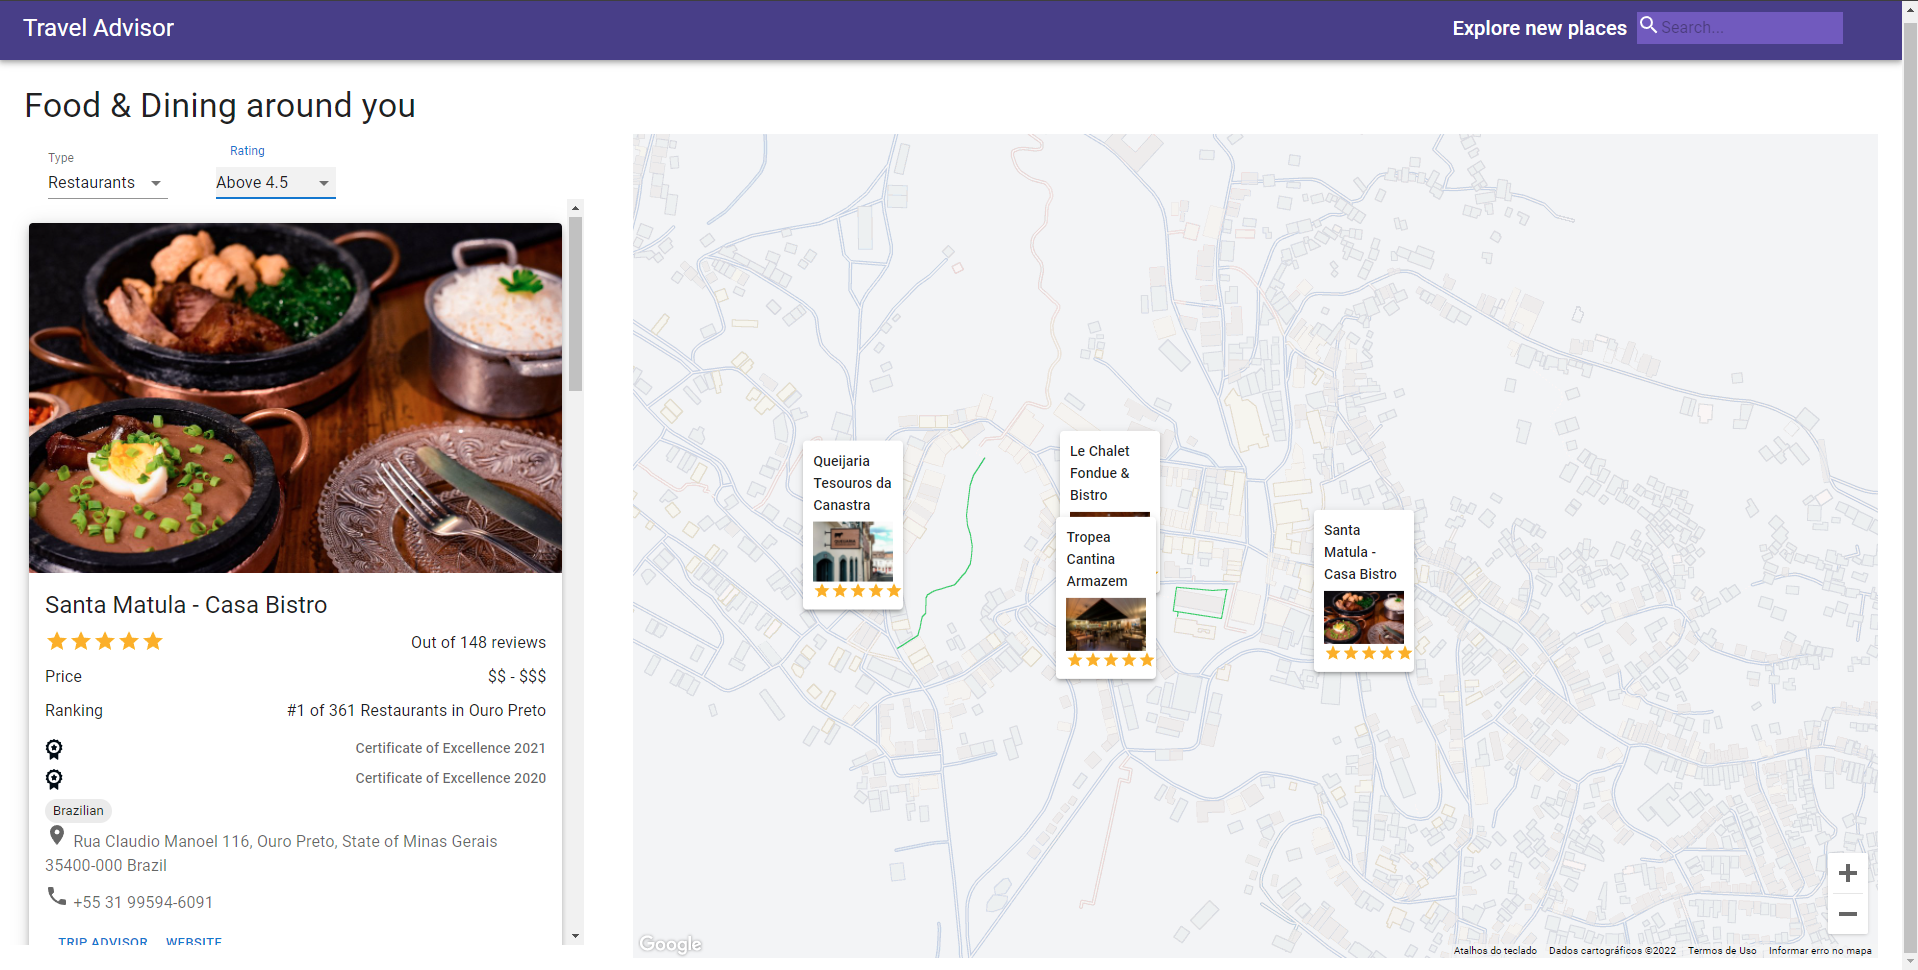 Travel Advisor
Explore new places
Search...
Food & Dining around you
Type
Restaurants
Rating
Above 4.5
Santa Matula - Casa Bistro
Out of 148 reviews
Price
$$ - $$$
Ranking
#1 of 361 Restaurants in Ouro Preto
Certificate of Excellence 2021
Certificate of Excellence 2020
Brazilian
Rua Claudio Manoel 116, Ouro Preto, State of Minas Gerais
35400-000 Brazil
+55 31 99594-6091
TRIP ADVISOR WEBSITE
Queijaria
Tesouros da
Canastra
Le Chalet
Fondue &
Bistro
Tropea
Cantina
Armazem
Santa
Matula -
Casa Bistro
Google
Atalhos do teclado
Dados cartográficos ©2022
Termos de Uso
Informar erro no mapa